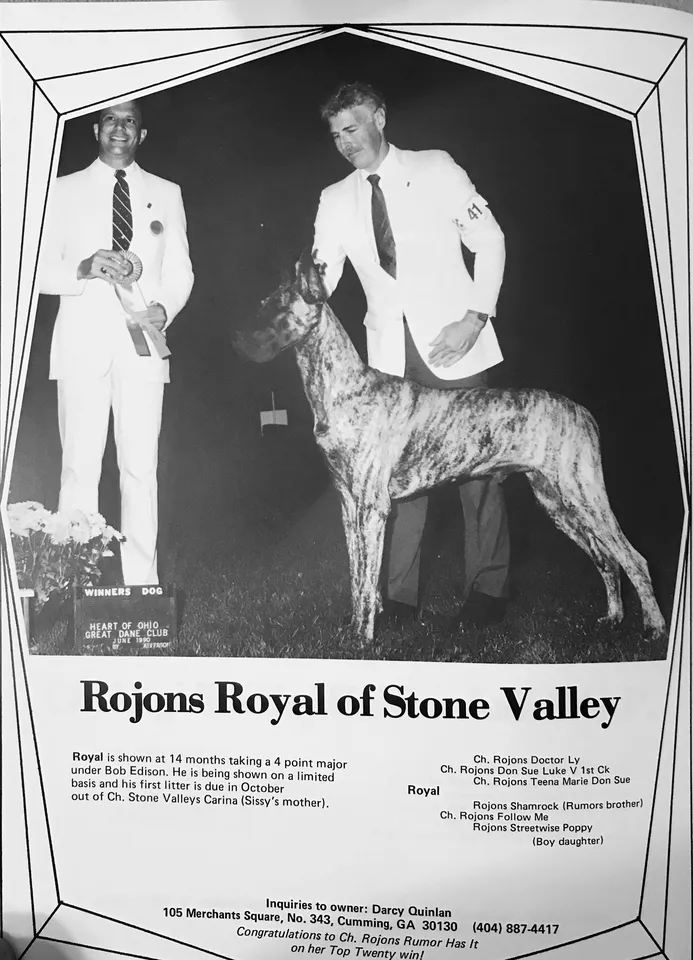 41
WINNERS DOG
HEART OF OHIO
GREAT DANE CLUB
JUNE 1990
BY
Rojons Royal of Stone Valley
Royal is shown at 14 months taking a 4 point major
under Bob Edison. He is being shown on a limited
basis and his first litter is due in October
out of Ch. Stone Valleys Carina (Sissy's mother).
Ch. Rojons Doctor Ly
Ch. Rojons Don Sue Luke V 1st Ck
Ch. Rojons Teena Marie Don Sue
Royal
Rojons Shamrock (Rumors brother)
Ch. Rojons Follow Me
Rojons Streetwise Poppy
(Boy daughter)
Inquiries to owner: Darcy Quinlan
105 Merchants Square, No. 343, Cumming, GA 30130 (404) 887-4417
Congratulations to Ch. Rojons Rumor Has It
on her Top Twenty win!